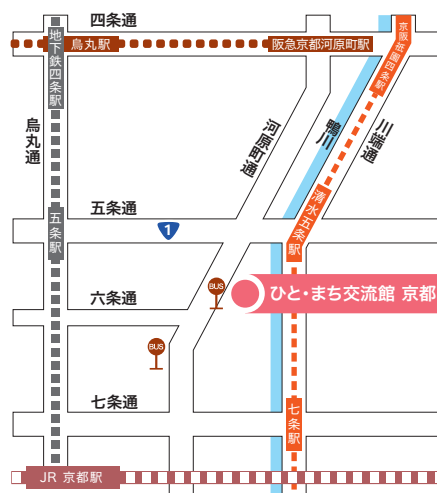 四条通
地下鉄四条駅
烏丸駅
阪急京都河原町駅
京阪祇園四条駅
烏丸通
河原町通
鴨川
川端通
五条通
1
五条駅
清水五条駅
六条通
BUS
ひと・まち交流館 京都
BUS
七条通
七条駅
JR 京都駅